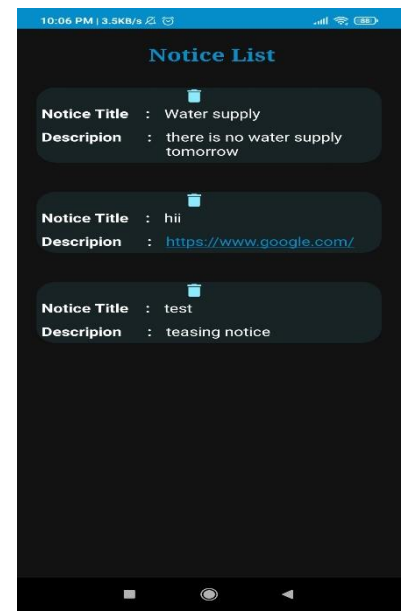 10:06 PM | 3.5KB/s
Notice List
Notice Title : Water supply
Descripion : there is no water supply
tomorrow
Notice Title : hii
Descripion : https://www.google.com/
Notice Title : test
Descripion : teasing notice